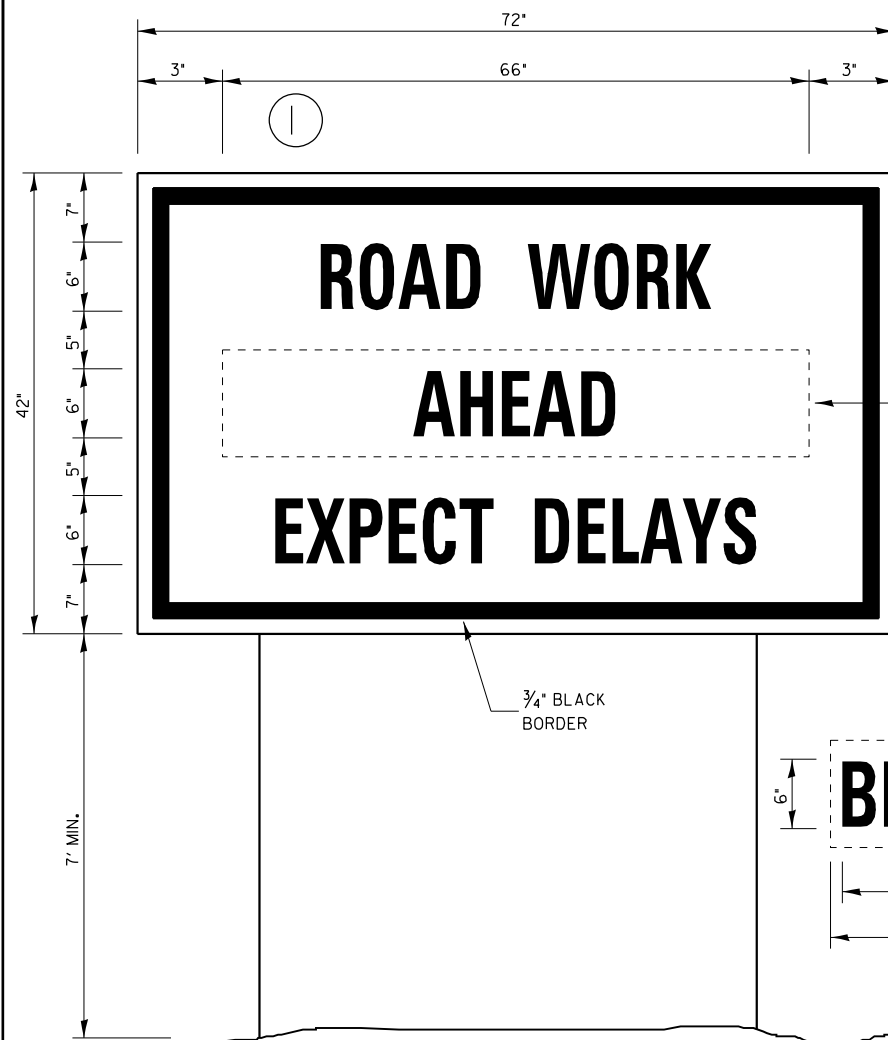 72"
3" 66" 3"
I
7"
6"
5"
6"
5"
6"
7"
42"
7' MIN.
ROAD WORK
AHEAD
EXPECT DELAYS
3/4" BLACK
BORDER
6"